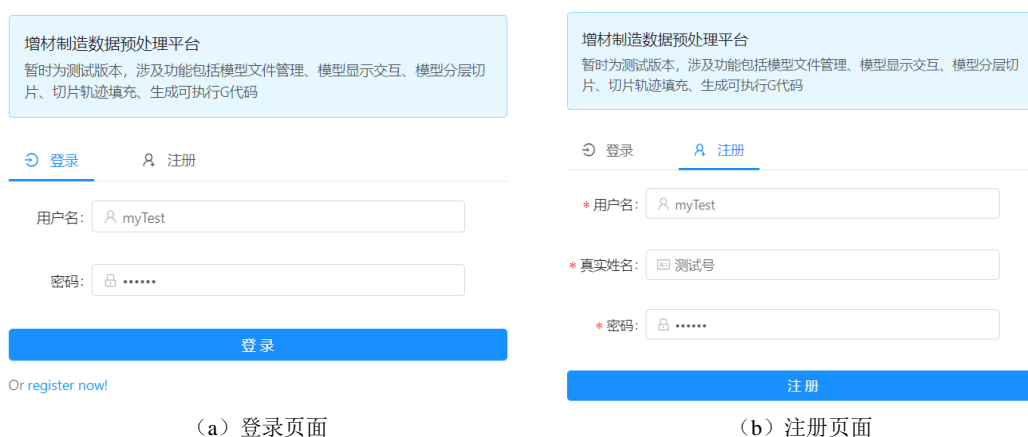 增材制造数据预处理平台
暂时为测试版本，涉及功能包括模型文件管理、模型显示交互、模型分层切
片、切片轨迹填充、生成可执行G代码
登录 注册
用户名: myTest
密码: ••••••
登 录
Or register now!
（a）登录页面
增材制造数据预处理平台
暂时为测试版本，涉及功能包括模型文件管理、模型显示交互、模型分层切
片、切片轨迹填充、生成可执行G代码
登录 注册
* 用户名: myTest
* 真实姓名: 测试号
* 密码: ••••••
注 册
（b）注册页面